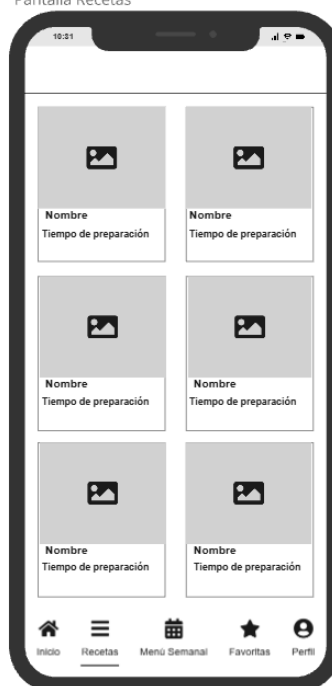 Pantalla Recetas
10:31
Nombre
Tiempo de preparación
Nombre
Tiempo de preparación
Nombre
Tiempo de preparación
Nombre
Tiempo de preparación
Nombre
Tiempo de preparación
Nombre
Tiempo de preparación
Inicio
Recetas
Menú Semanal
Favoritas
Perfil